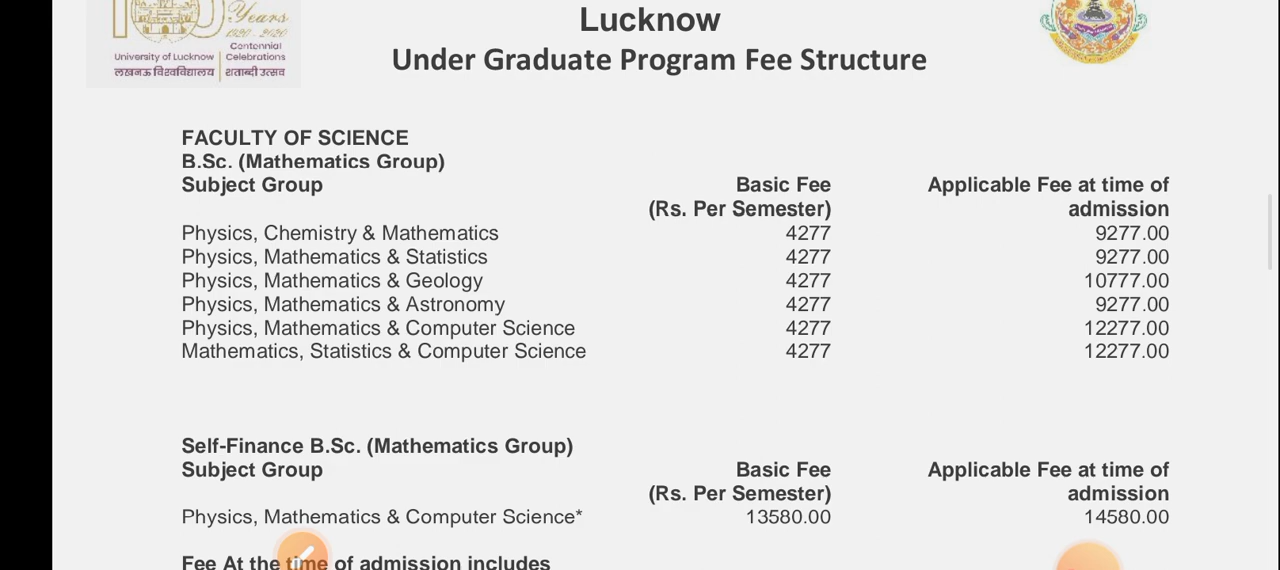 Years
1920 - 2020
University of Lucknow
Centennial
Celebrations
लखनऊ विश्वविद्यालय
शताब्दी उत्सव
Lucknow
Under Graduate Program Fee Structure
FACULTY OF SCIENCE
B.Sc. (Mathematics Group)
Subject Group Basic Fee Applicable Fee at time of
(Rs. Per Semester) admission
Physics, Chemistry & Mathematics 4277 9277.00
Physics, Mathematics & Statistics 4277 9277.00
Physics, Mathematics & Geology 4277 10777.00
Physics, Mathematics & Astronomy 4277 9277.00
Physics, Mathematics & Computer Science 4277 12277.00
Mathematics, Statistics & Computer Science 4277 12277.00
Self-Finance B.Sc. (Mathematics Group)
Subject Group Basic Fee Applicable Fee at time of
(Rs. Per Semester) admission
Physics, Mathematics & Computer Science* 13580.00 14580.00
Fee At the time of admission includes